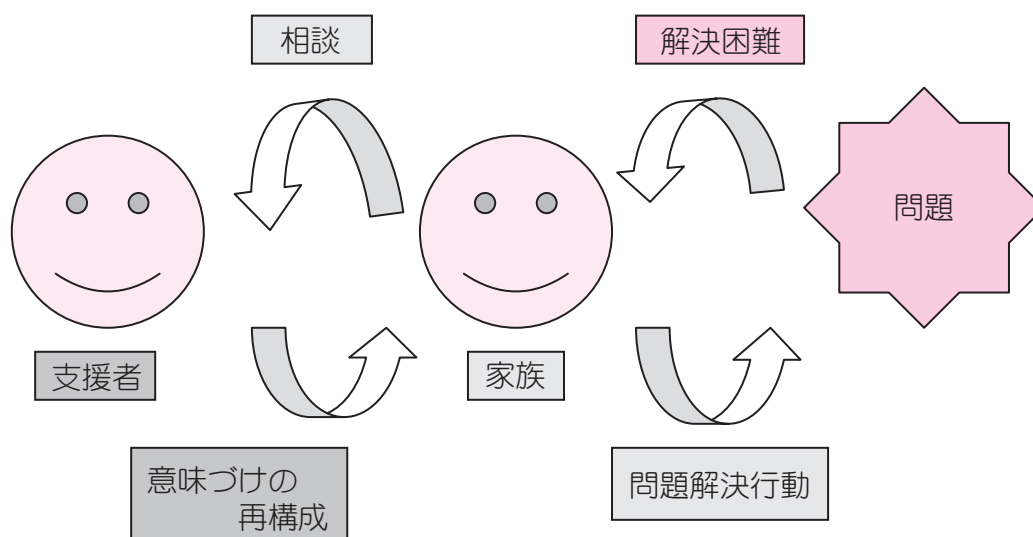 相談
解決困難
問題
支援者
家族
意味づけの
再構成
問題解決行動